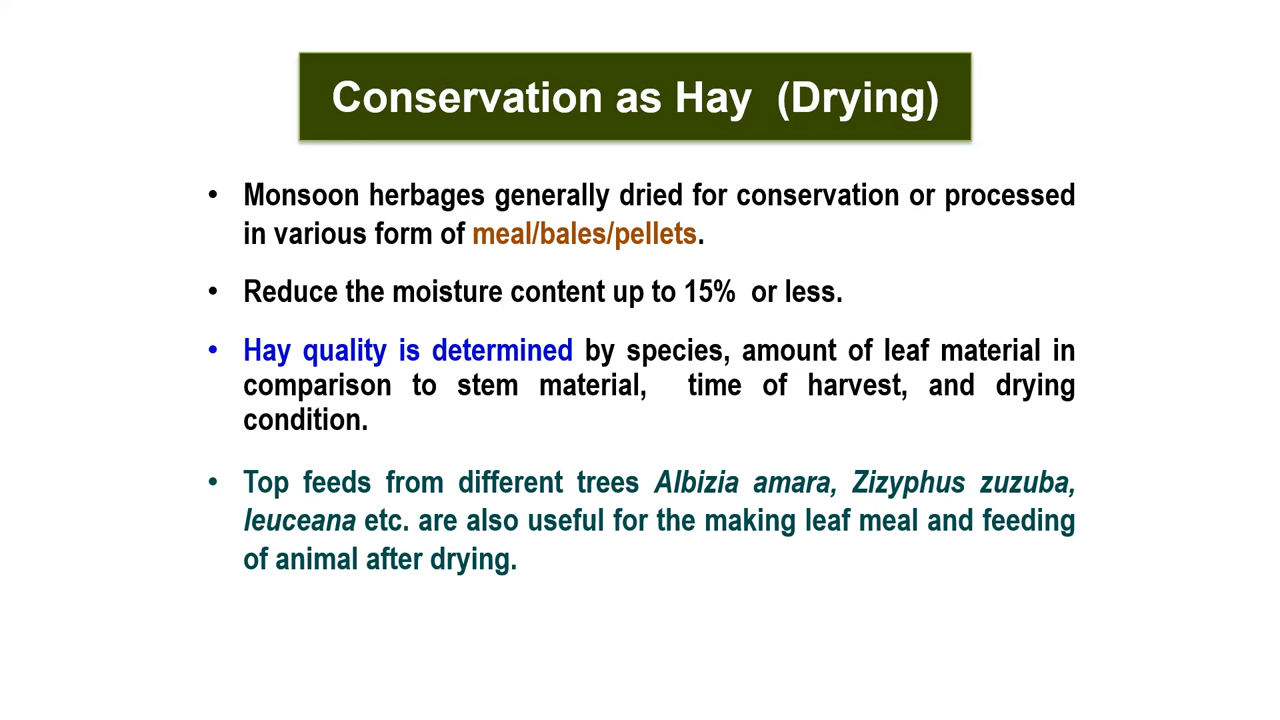 Conservation as Hay (Drying)
• Monsoon herbages generally dried for conservation or processed
in various form of meal/bales/pellets.
• Reduce the moisture content up to 15% or less.
• Hay quality is determined by species, amount of leaf material in
comparison to stem material, time of harvest, and drying
condition.
• Top feeds from different trees Albizia amara, Zizyphus zuzuba,
leuceana etc. are also useful for the making leaf meal and feeding
of animal after drying.